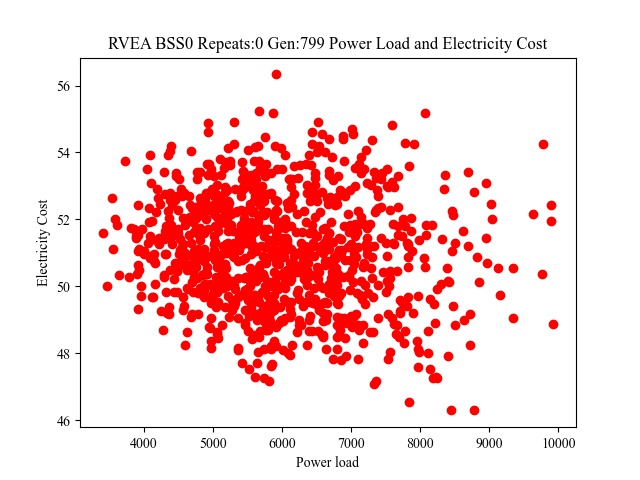 RVEA BSS0 Repeats:0 Gen:799 Power Load and Electricity Cost
56
54
52
50
48
46
Electricity Cost
4000 5000 6000 7000 8000 9000 10000
Power load